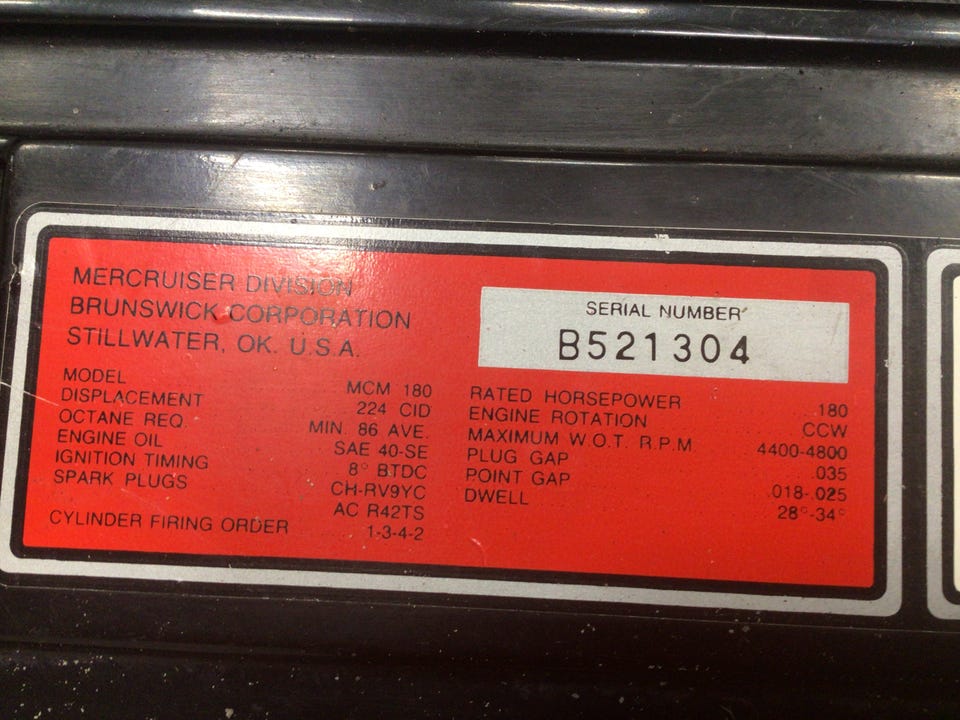 MERCRUISER DIVISION
BRUNSWICK CORPORATION
STILLWATER, OK. U.S.A.
SERIAL NUMBER
B521304
MODEL MCM 180
DISPLACEMENT 224 CID
OCTANE REQ. MIN. 86 AVE.
ENGINE OIL SAE 40-SE
IGNITION TIMING 8° BTDC
SPARK PLUGS CH-RV9YC
AC R42TS
CYLINDER FIRING ORDER 1-3-4-2
RATED HORSEPOWER 180
ENGINE ROTATION CCW
MAXIMUM W.O.T. R.P.M 4400-4800
PLUG GAP .035
POINT GAP .018-.025
DWELL 28°-34°